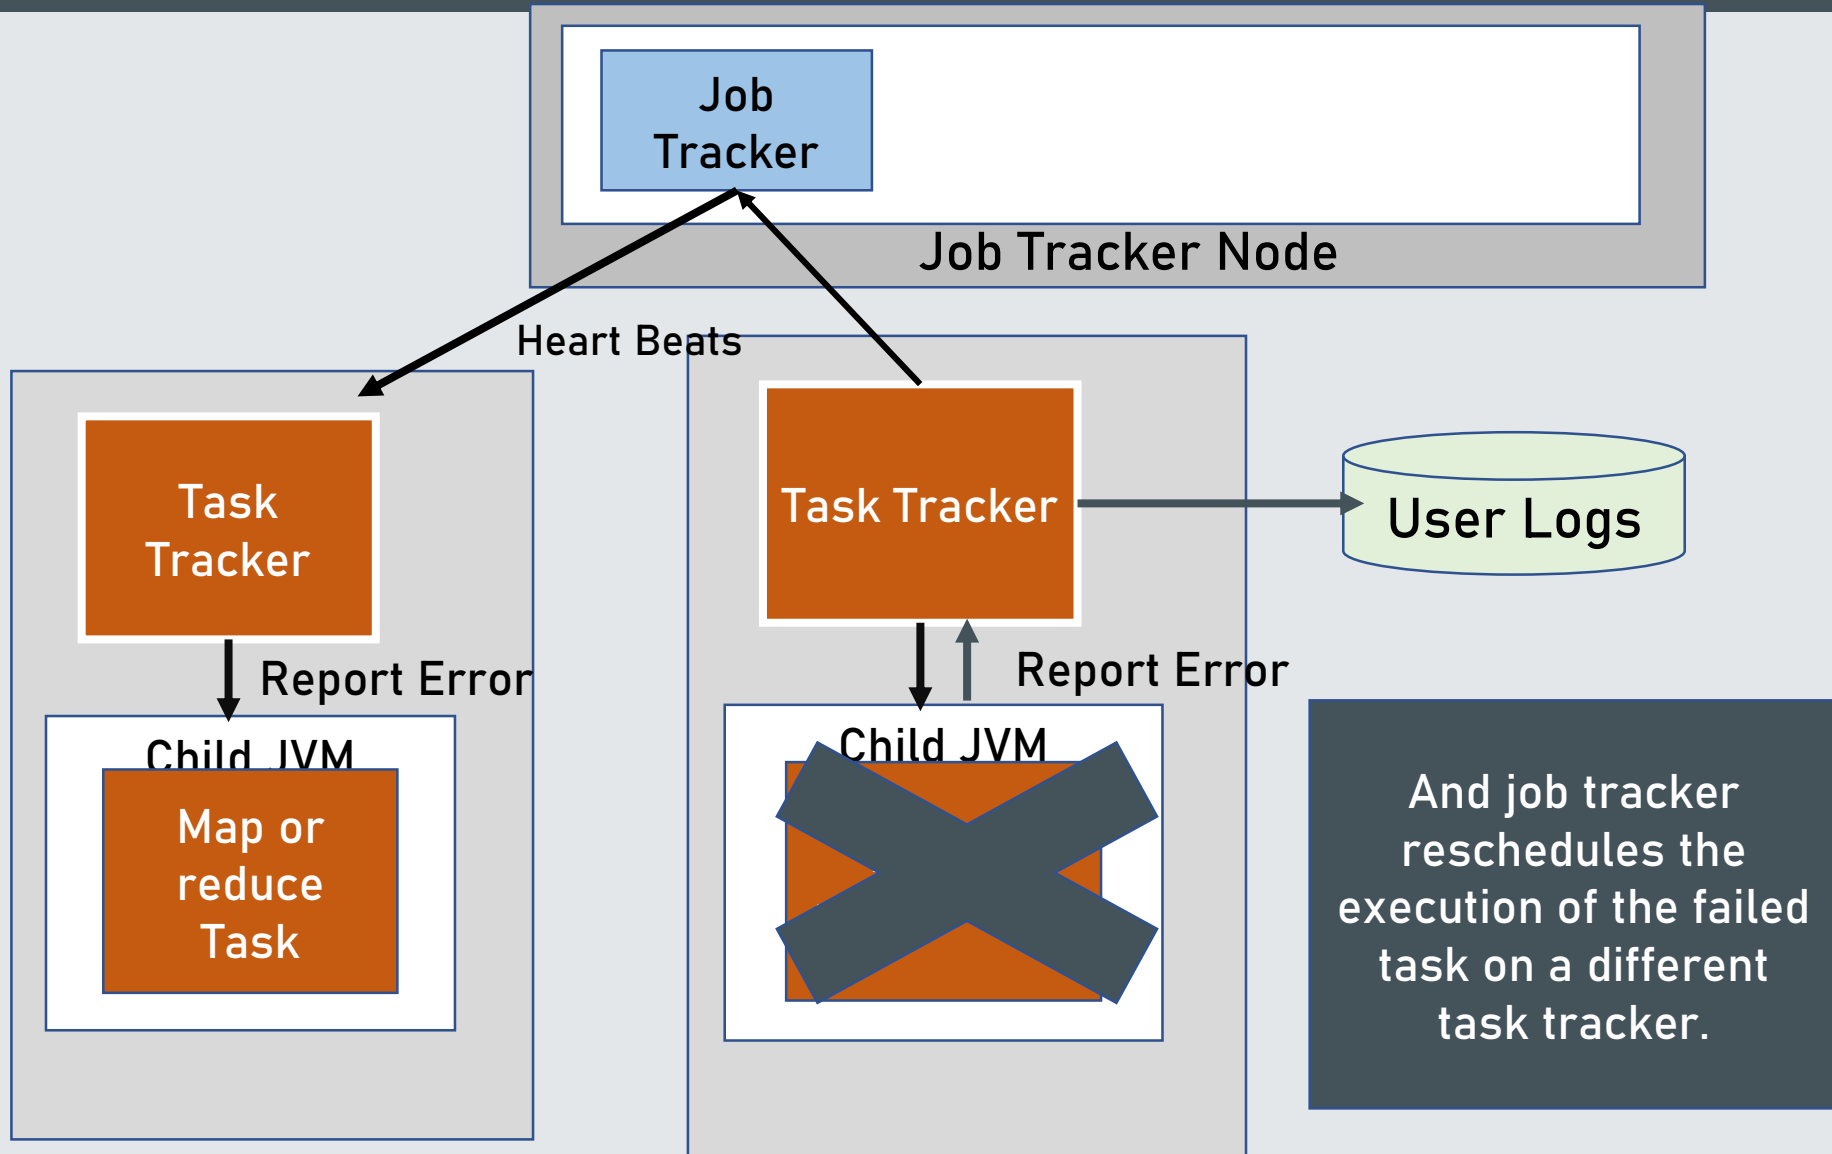 Job
Tracker
Job Tracker Node
Heart Beats
Task
Tracker
Report Error
Child JVM
Map or
reduce
Task
Task Tracker
Report Error
Child JVM
User Logs
And job tracker
reschedules the
execution of the failed
task on a different
task tracker.